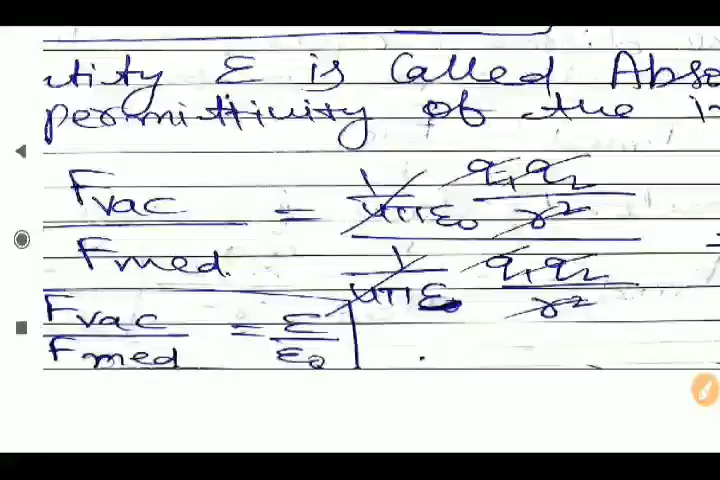 tity ε is called Abso
permittivity of the i
Fvac / Fmed. = 1/4πε₀ q₁q₂/r² / 1/4πε q₁q₂/r²
Fvac / Fmed = ε/ε₀